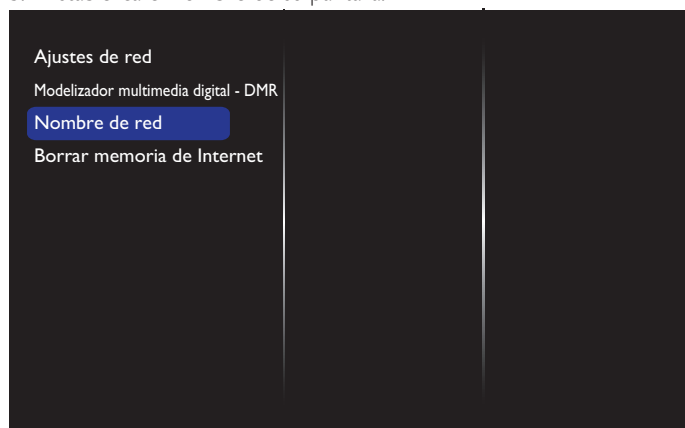 Ajustes de red
Modelizador multimedia digital - DMR
Nombre de red
Borrar memoria de Internet